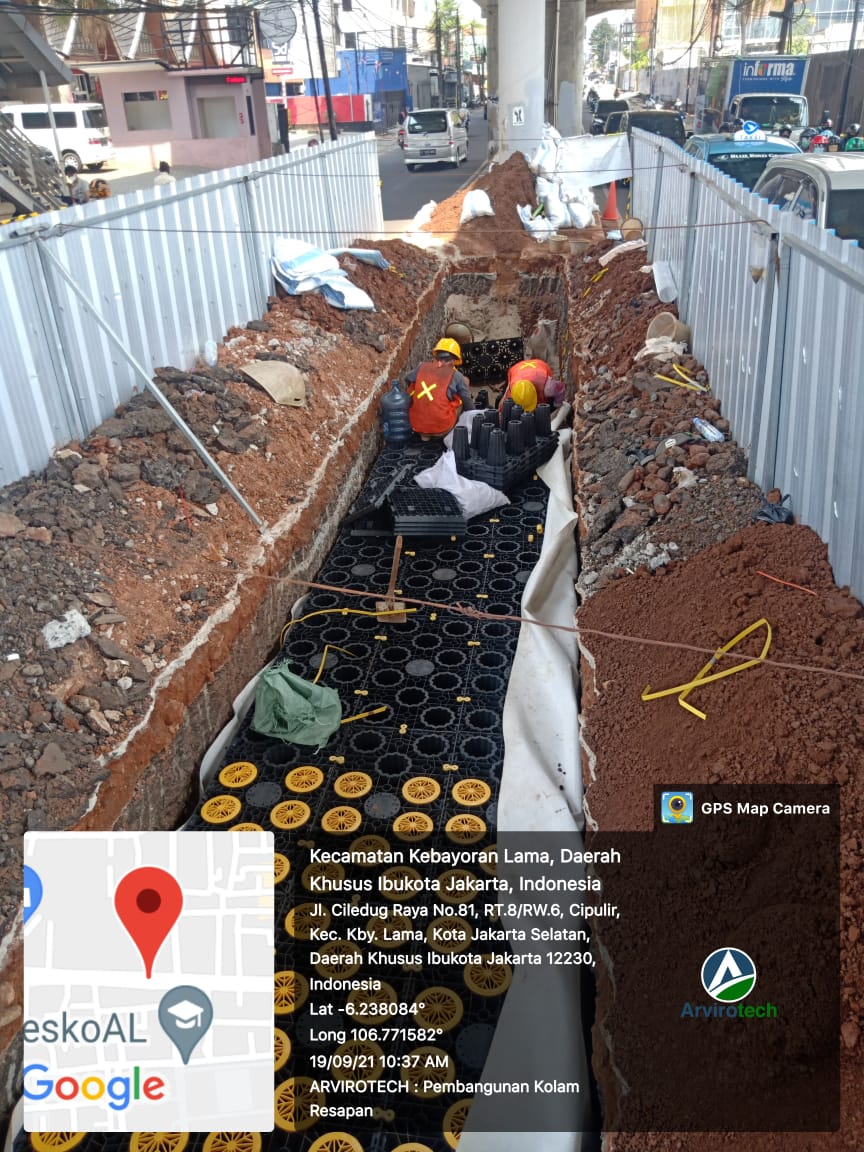 informa
BLUE BIRD
GPS Map Camera
Kecamatan Kebayoran Lama, Daerah
Khusus Ibukota Jakarta, Indonesia
Jl. Ciledug Raya No.81, RT.8/RW.6, Cipulir,
Kec. Kby. Lama, Kota Jakarta Selatan,
Daerah Khusus Ibukota Jakarta 12230,
Indonesia
Lat -6.238084°
Long 106.771582°
19/09/21 10:37 AM
ARVIROTECH : Pembangunan Kolam
Resapan
eskoAL
Google
Arvirotech